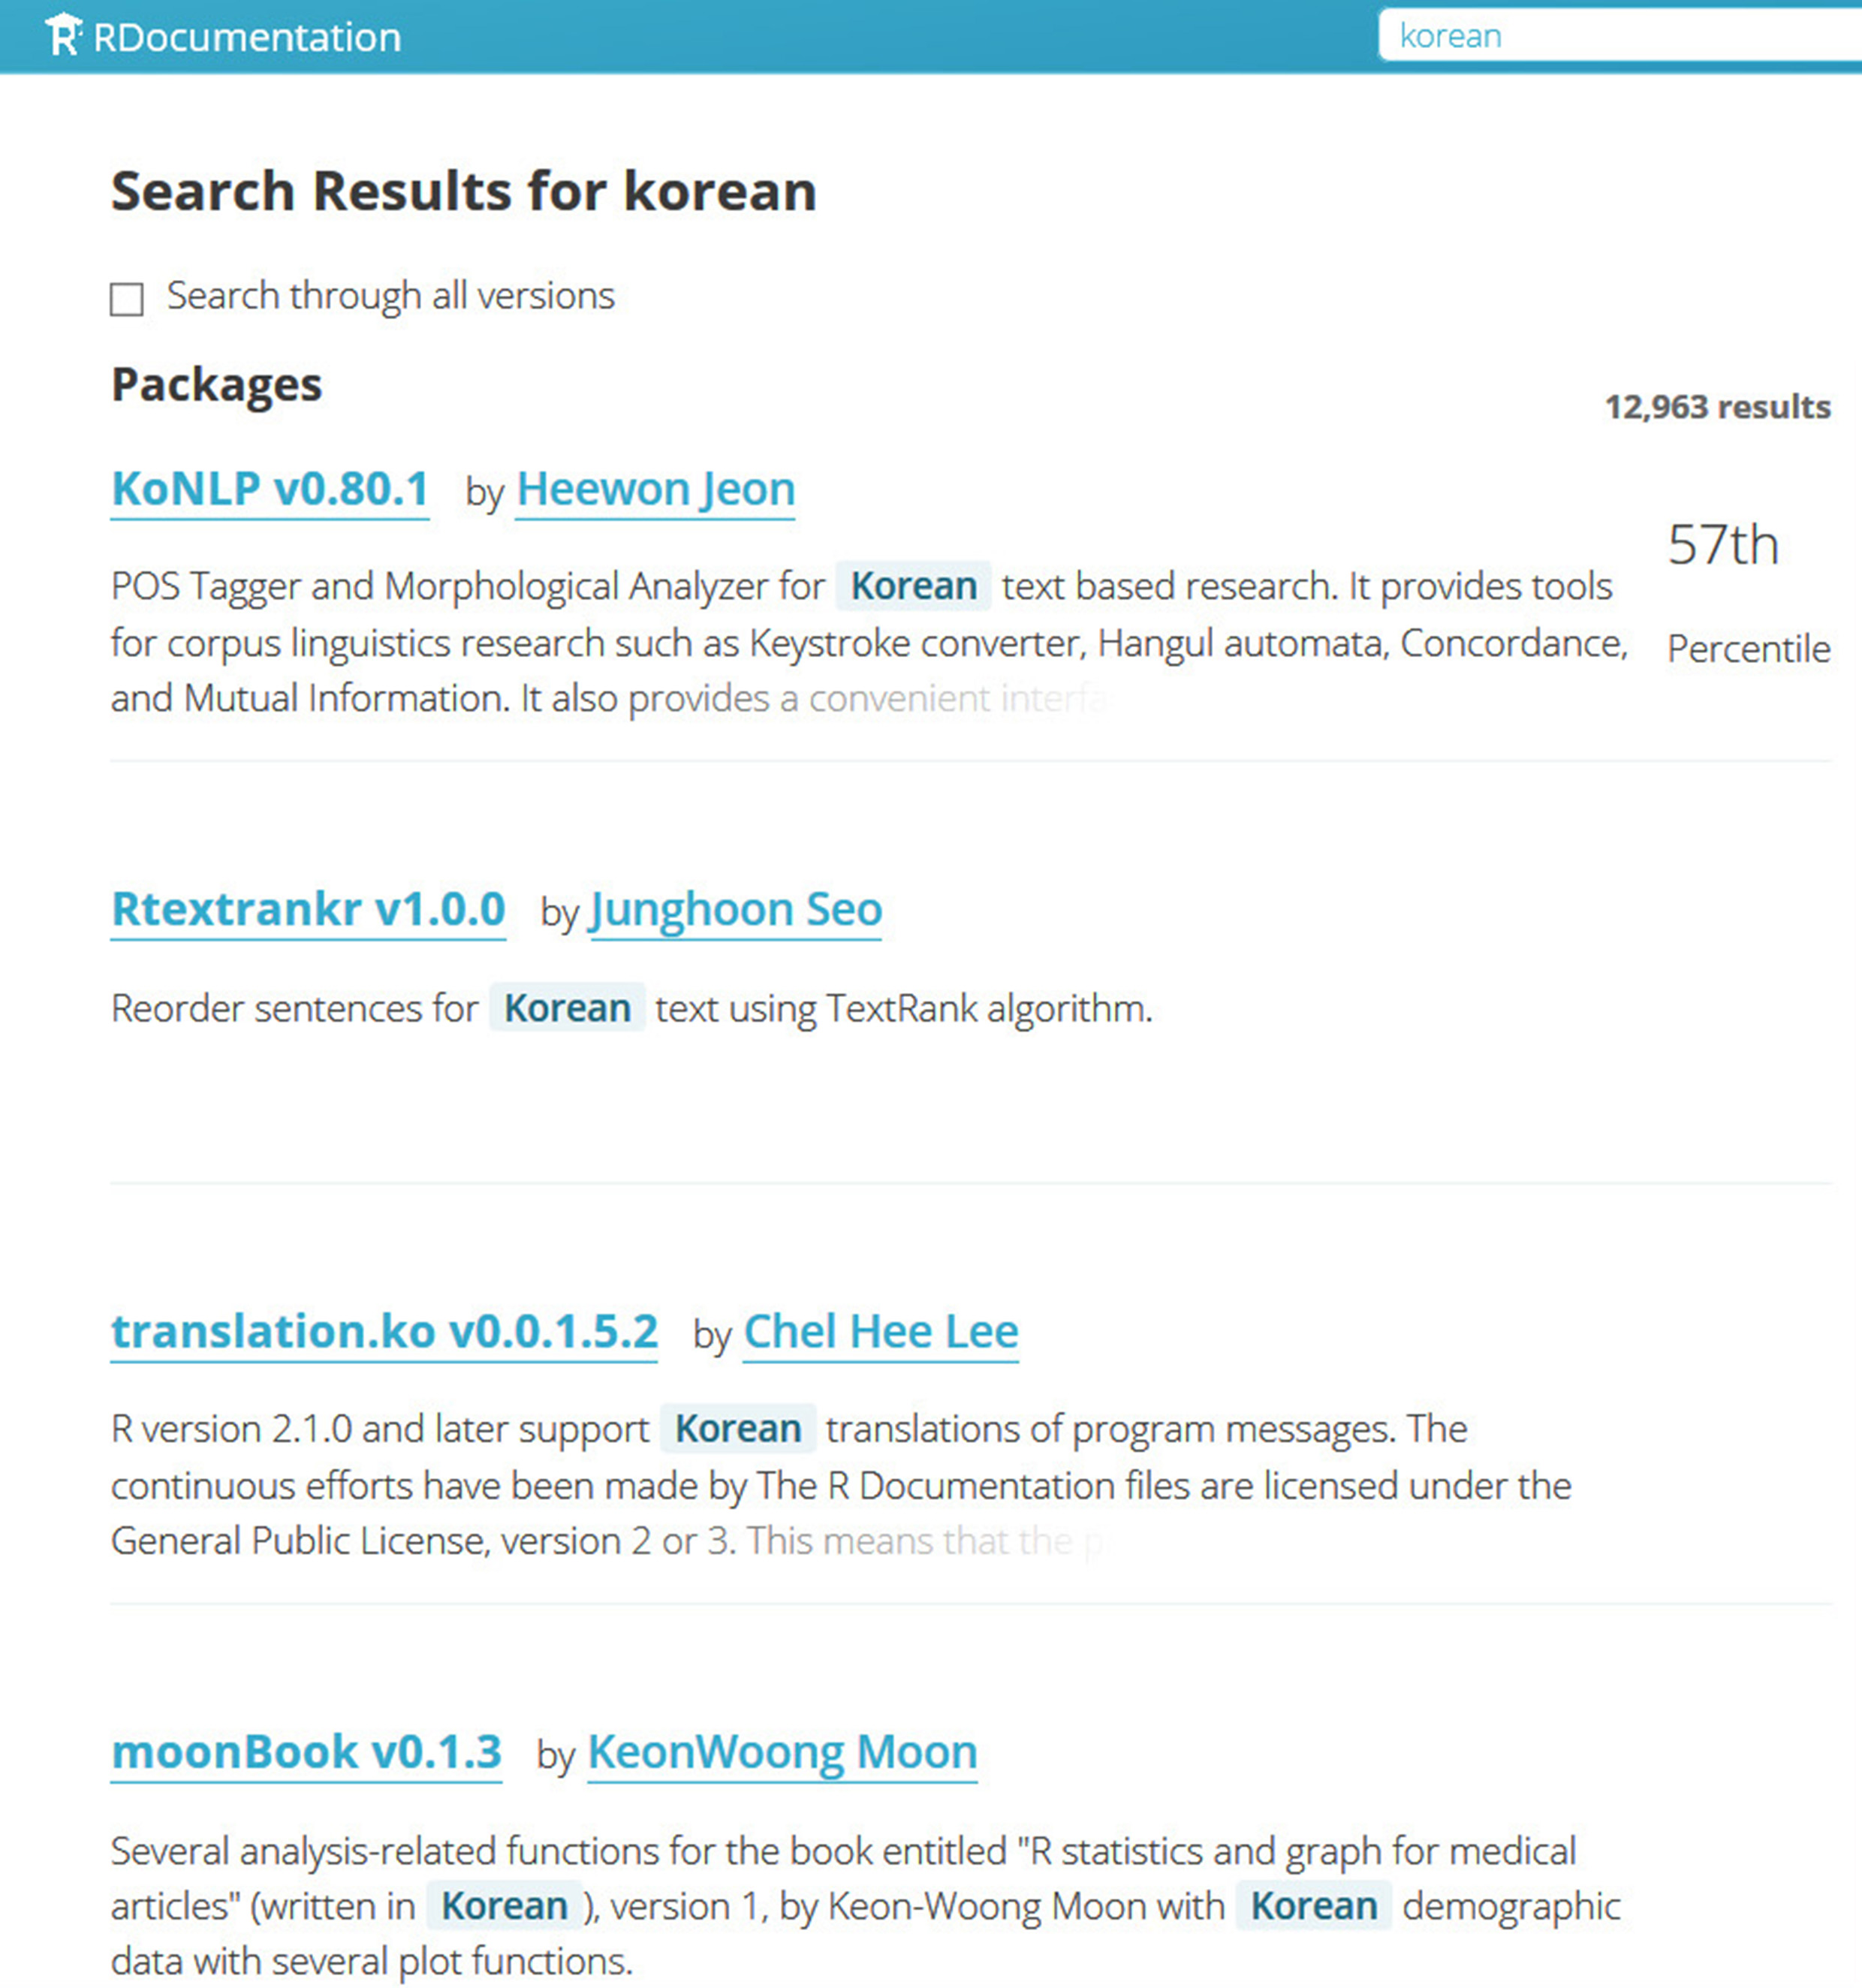 RDocumentation
korean
Search Results for korean
Search through all versions
Packages
12,963 results
KoNLP v0.80.1 by Heewon Jeon
57th
Percentile
POS Tagger and Morphological Analyzer for Korean text based research. It provides tools
for corpus linguistics research such as Keystroke converter, Hangul automata, Concordance,
and Mutual Information. It also provides a convenient interfa
Rtextrankr v1.0.0 by Junghoon Seo
Reorder sentences for Korean text using TextRank algorithm.
translation.ko v0.0.1.5.2 by Chel Hee Lee
R version 2.1.0 and later support Korean translations of program messages. The
continuous efforts have been made by The R Documentation files are licensed under the
General Public License, version 2 or 3. This means that the p
moonBook v0.1.3 by KeonWoong Moon
Several analysis-related functions for the book entitled "R statistics and graph for medical
articles" (written in Korean ), version 1, by Keon-Woong Moon with Korean demographic
data with several plot functions.